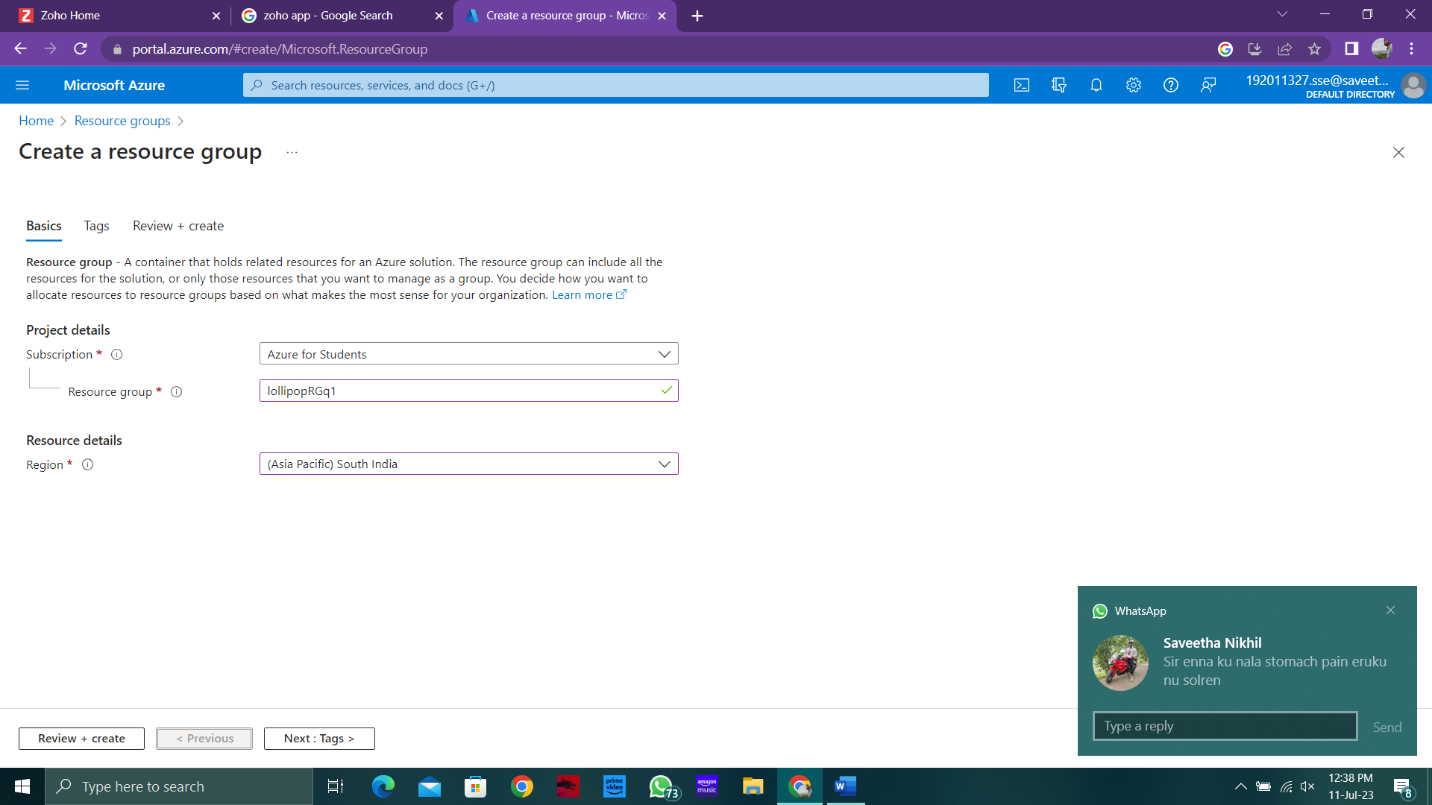 Zoho Home
zoho app - Google Search
Create a resource group - Micros
portal.azure.com/#create/Microsoft.ResourceGroup
Microsoft Azure
Search resources, services, and docs (G+/)
192011327.sse@saveet...
DEFAULT DIRECTORY
Home > Resource groups >
Create a resource group ...
Basics Tags Review + create
Resource group - A container that holds related resources for an Azure solution. The resource group can include all the
resources for the solution, or only those resources that you want to manage as a group. You decide how you want to
allocate resources to resource groups based on what makes the most sense for your organization. Learn more
Project details
Subscription *
Azure for Students
Resource group *
lollipopRGq1
Resource details
Region *
(Asia Pacific) South India
WhatsApp
Saveetha Nikhil
Sir enna ku nala stomach pain eruku
nu solren
Type a reply
Send
Review + create
< Previous
Next : Tags >
Type here to search
prime video
73
amazon music
W
12:38 PM
11-Jul-23
8